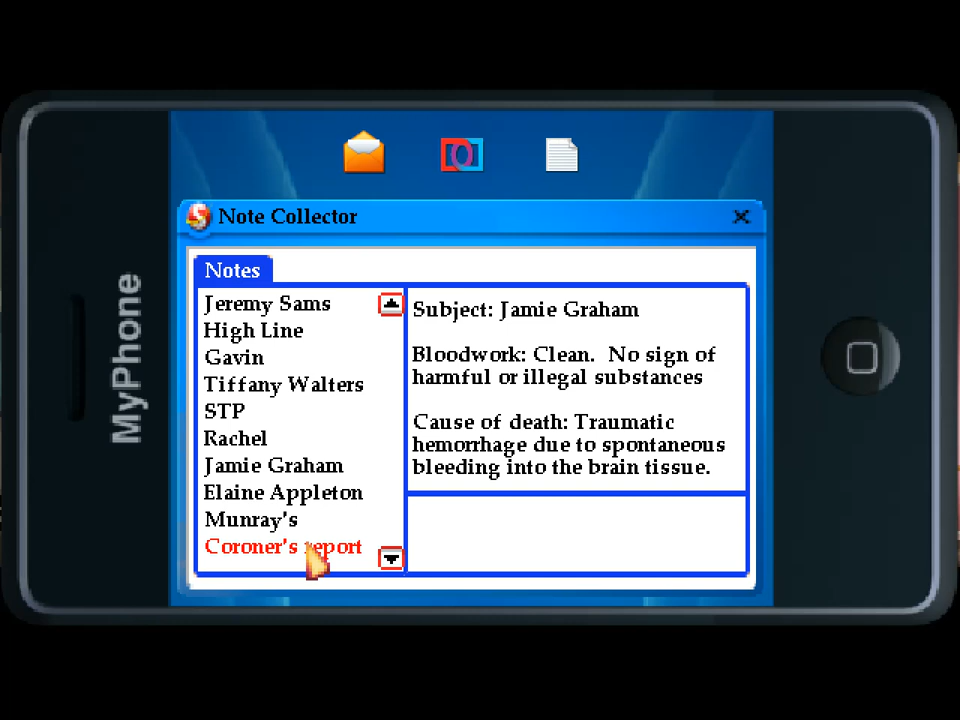 MyPhone
Note Collector
Notes
Jeremy Sams
High Line
Gavin
Tiffany Walters
STP
Rachel
Jamie Graham
Elaine Appleton
Munray's
Coroner's report
Subject: Jamie Graham
Bloodwork: Clean. No sign of
harmful or illegal substances
Cause of death: Traumatic
hemorrhage due to spontaneous
bleeding into the brain tissue.